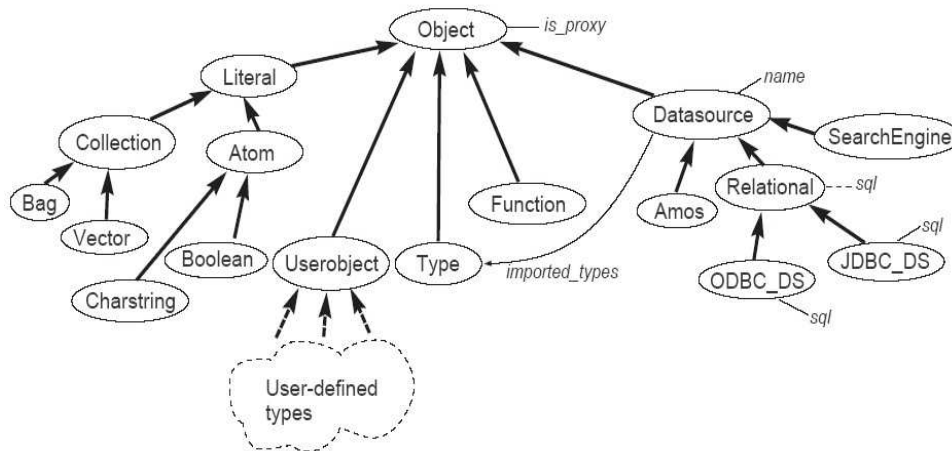 Object
is_proxy
Literal
name
Datasource
Collection
Atom
SearchEngine
Bag
Relational
sql
Function
Amos
Vector
Boolean
Userobject
Type
imported_types
sql
JDBC_DS
Charstring
ODBC_DS
sql
User-defined
types